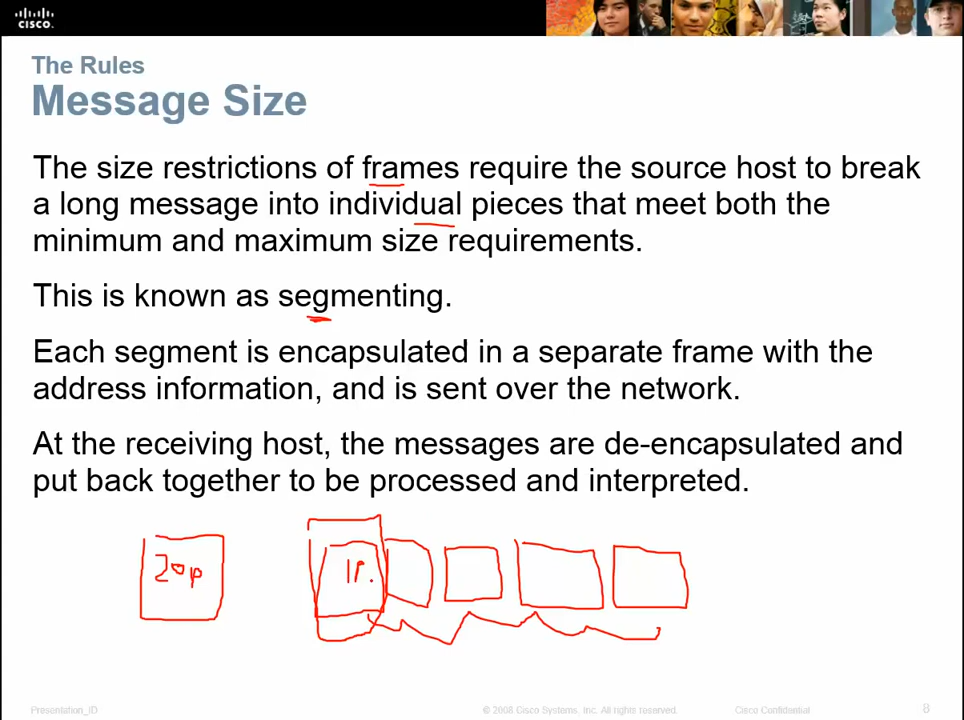 CISCO.
The Rules
Message Size
The size restrictions of frames require the source host to break
a long message into individual pieces that meet both the
minimum and maximum size requirements.
This is known as segmenting.
Each segment is encapsulated in a separate frame with the
address information, and is sent over the network.
At the receiving host, the messages are de-encapsulated and
put back together to be processed and interpreted.
20p
1P.
Presentation_ID
© 2008 Cisco Systems, Inc. All rights reserved.
Cisco Confidential
8